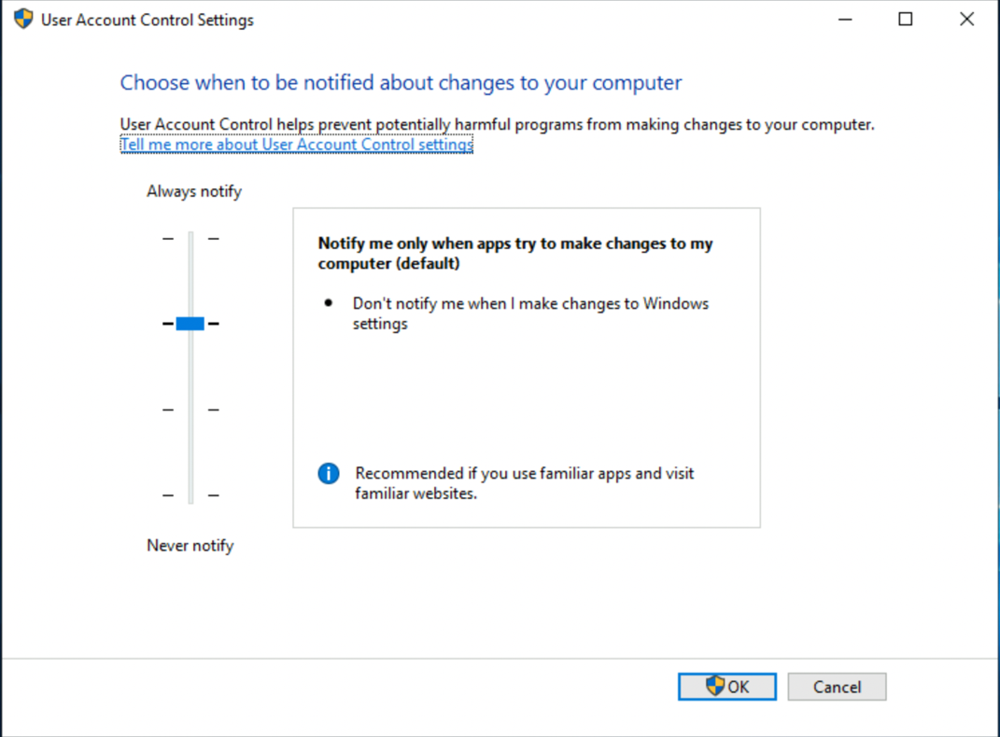 User Account Control Settings
Choose when to be notified about changes to your computer
User Account Control helps prevent potentially harmful programs from making changes to your computer.
Tell me more about User Account Control settings
Always notify
Notify me only when apps try to make changes to my
computer (default)
• Don't notify me when I make changes to Windows
settings
Recommended if you use familiar apps and visit
familiar websites.
Never notify
OK
Cancel